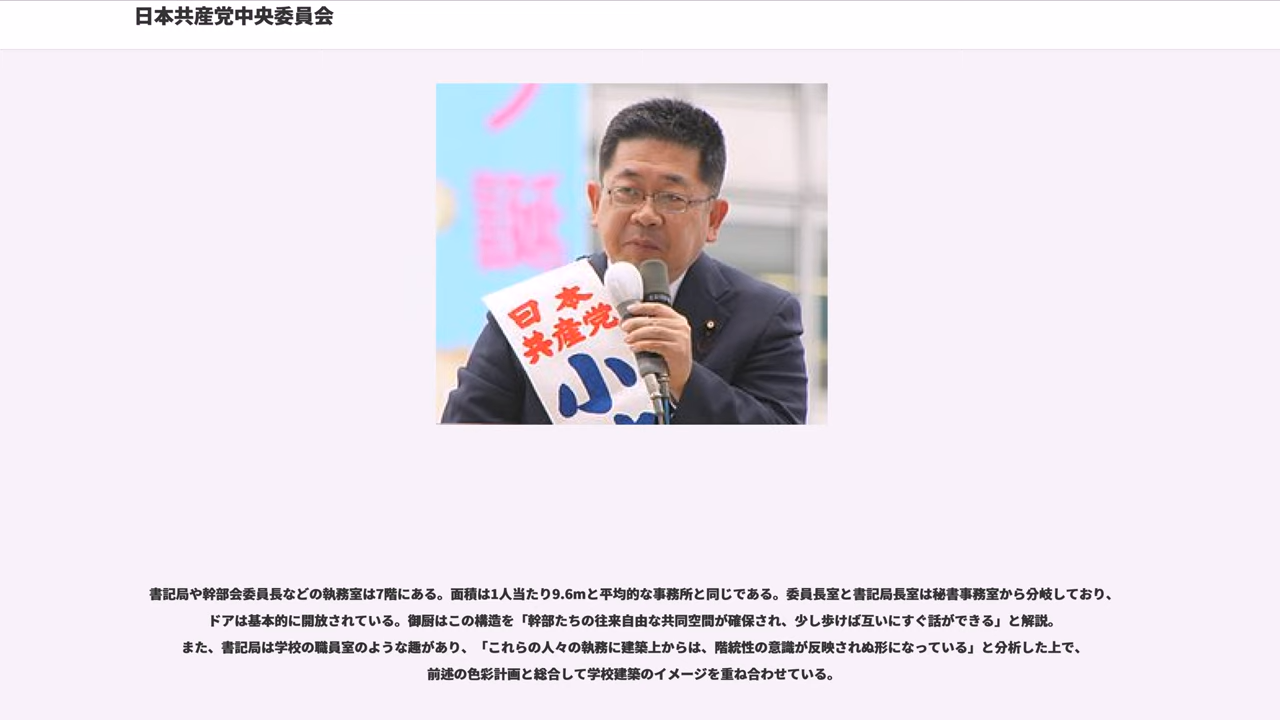 日本共産党中央委員会
誕
日本
共産党
小
書記局や幹部会委員長などの執務室は7階にある。面積は1人当たり9.6mと平均的な事務所と同じである。委員長室と書記局長室は秘書事務室から分岐しており、
ドアは基本的に開放されている。御厨はこの構造を「幹部たちの往来自由な共同空間が確保され、少し歩けば互いにすぐ話ができる」と解説。
また、書記局は学校の職員室のような趣があり、「これらの人々の執務に建築上からは、階統性の意識が反映されぬ形になっている」と分析した上で、
前述の色彩計画と総合して学校建築のイメージを重ね合わせている。